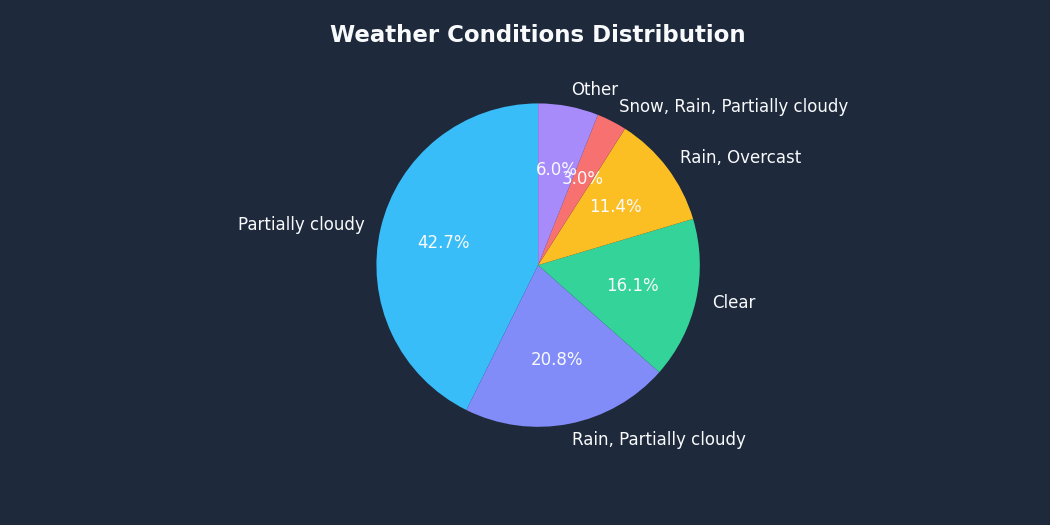 Weather Conditions Distribution
Other
Snow, Rain, Partially cloudy
Rain, Overcast
6.0%
3.0%
11.4%
Partially cloudy
42.7%
16.1%
Clear
20.8%
Rain, Partially cloudy